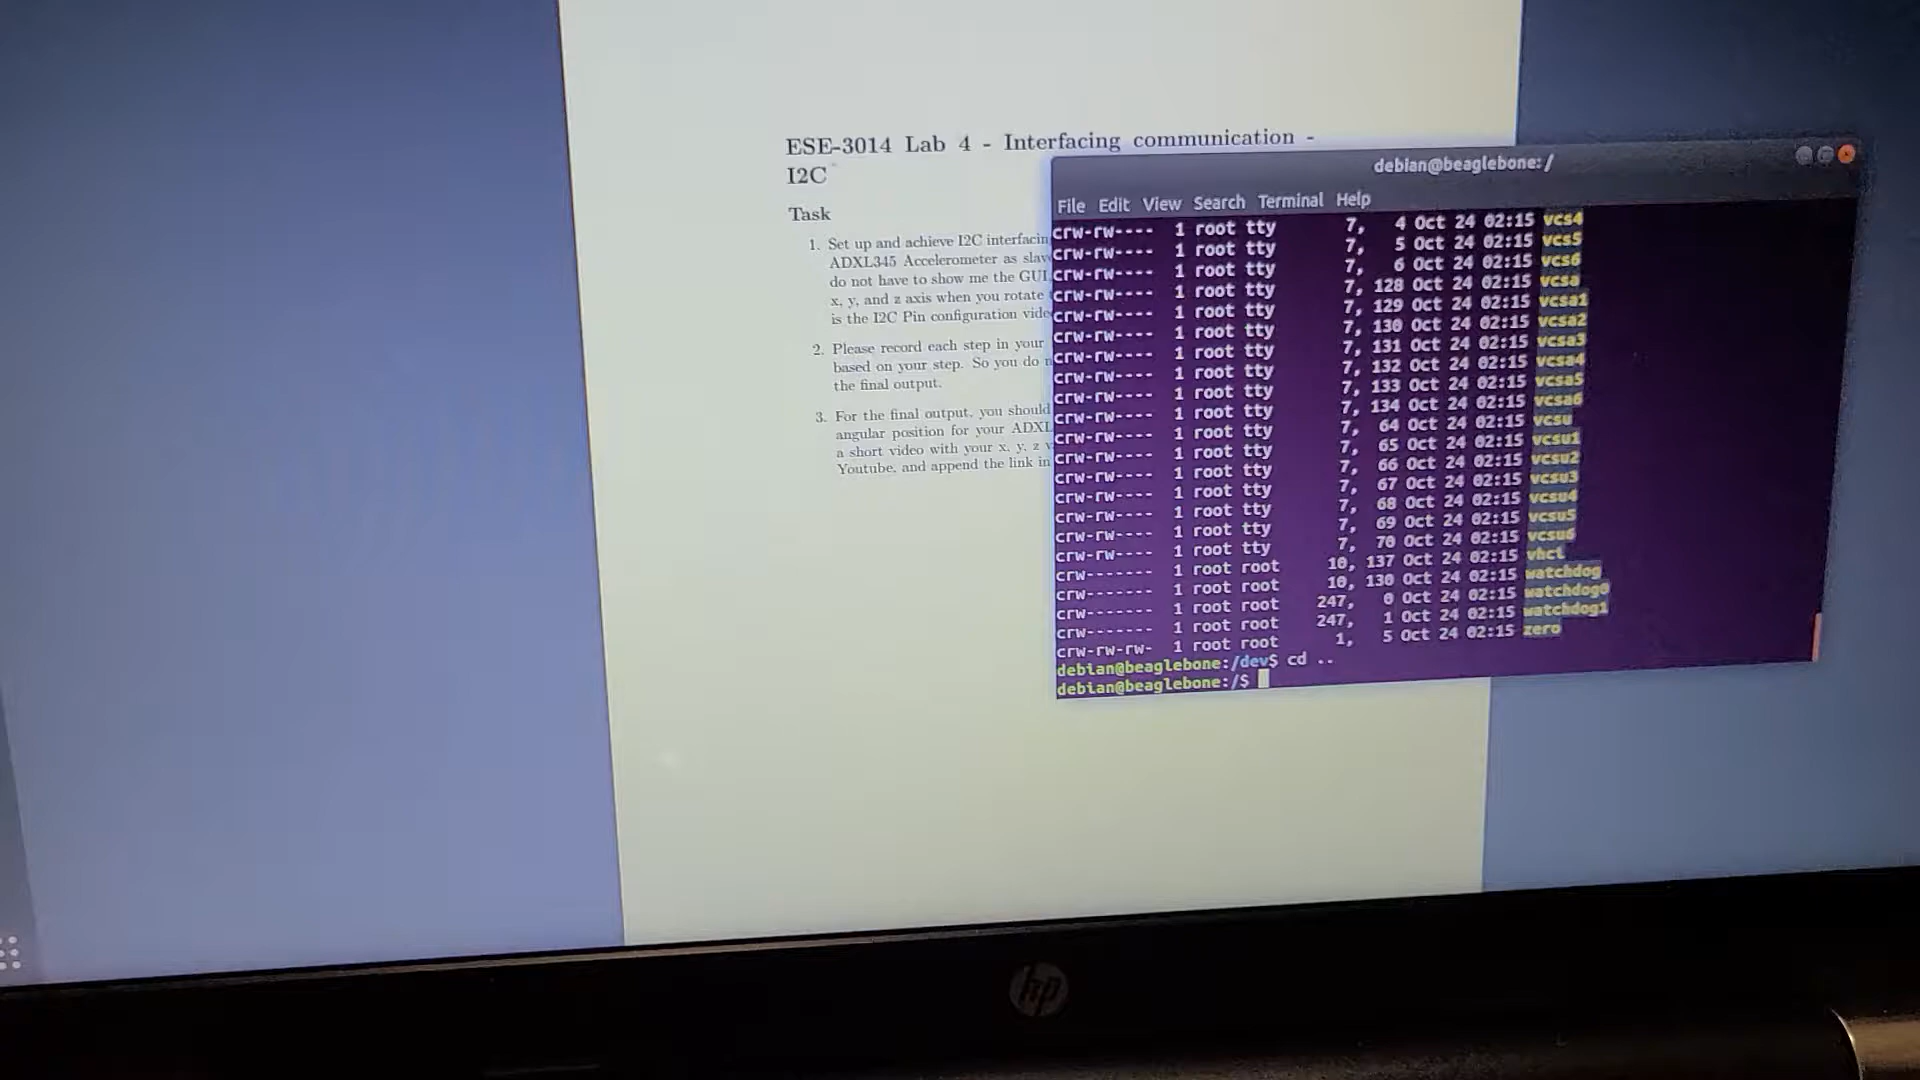 ESE-3014 Lab 4 - Interfacing communication -
I2C
Task
1. Set up and achieve I2C interfacin
ADXL345 Accelerometer as slav
do not have to show me the GUI
x, y, and z axis when you rotate
is the I2C Pin configuration vide
2. Please record each step in your
based on your step. So you do n
the final output.
3. For the final output, you should
angular position for your ADXL
a short video with your x, y, z v
Youtube, and append the link in
debian@beaglebone: /
File Edit View Search Terminal Help
crw-rw---- 1 root tty 7, 4 Oct 24 02:15 vcs4
crw-rw---- 1 root tty 7, 5 Oct 24 02:15 vcs5
crw-rw---- 1 root tty 7, 6 Oct 24 02:15 vcs6
crw-rw---- 1 root tty 7, 128 Oct 24 02:15 vcsa
crw-rw---- 1 root tty 7, 129 Oct 24 02:15 vcsa1
crw-rw---- 1 root tty 7, 130 Oct 24 02:15 vcsa2
crw-rw---- 1 root tty 7, 131 Oct 24 02:15 vcsa3
crw-rw---- 1 root tty 7, 132 Oct 24 02:15 vcsa4
crw-rw---- 1 root tty 7, 133 Oct 24 02:15 vcsa5
crw-rw---- 1 root tty 7, 134 Oct 24 02:15 vcsa6
crw-rw---- 1 root tty 7, 64 Oct 24 02:15 vcsu
crw-rw---- 1 root tty 7, 65 Oct 24 02:15 vcsu1
crw-rw---- 1 root tty 7, 66 Oct 24 02:15 vcsu2
crw-rw---- 1 root tty 7, 67 Oct 24 02:15 vcsu3
crw-rw---- 1 root tty 7, 68 Oct 24 02:15 vcsu4
crw-rw---- 1 root tty 7, 69 Oct 24 02:15 vcsu5
crw-rw---- 1 root tty 7, 70 Oct 24 02:15 vcsu6
crw------- 1 root root 10, 137 Oct 24 02:15 vhci
crw------- 1 root root 10, 130 Oct 24 02:15 watchdog
crw------- 1 root root 247, 0 Oct 24 02:15 watchdog0
crw------- 1 root root 247, 1 Oct 24 02:15 watchdog1
crw-rw-rw- 1 root root 1, 5 Oct 24 02:15 zero
debian@beaglebone:/dev$ cd ..
debian@beaglebone:/$
hp